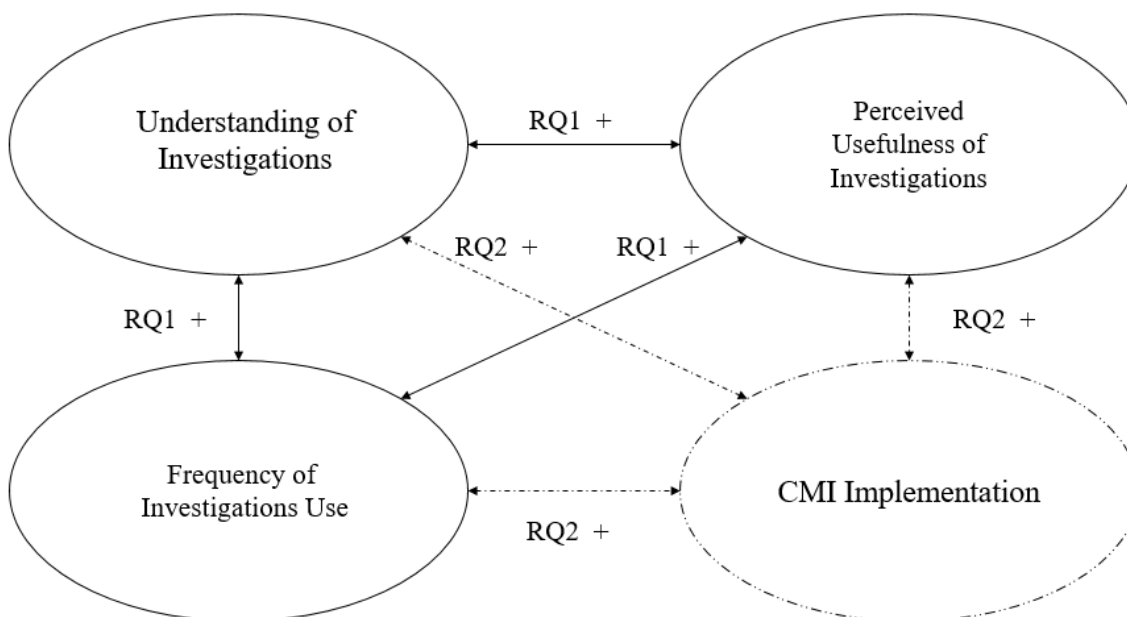 Understanding of
Investigations
RQ1 +
Perceived
Usefulness of
Investigations
RQ2 +
RQ1 +
RQ1 +
RQ2 +
Frequency of
Investigations Use
RQ2 +
CMI Implementation